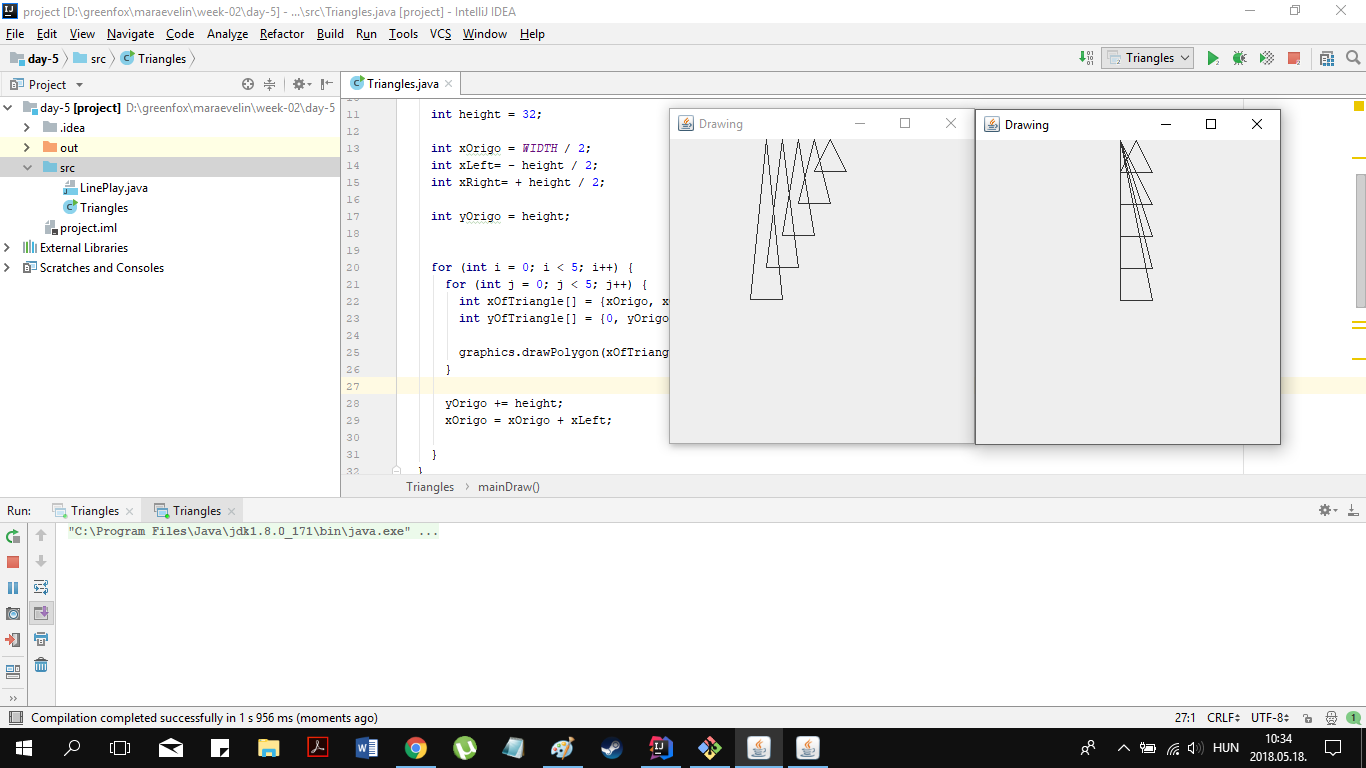 project [D:\greenfox\maraevelin\week-02\day-5] - ...\src\Triangles.java [project] - IntelliJ IDEA
File Edit View Navigate Code Analyze Refactor Build Run Tools VCS Window Help
day-5 src Triangles
Triangles
Project
Triangles.java
day-5 [project] D:\greenfox\maraevelin\week-02\day-5
.idea
out
src
LinePlay.java
Triangles
project.iml
External Libraries
Scratches and Consoles
11 int height = 32;
12
13 int xOrigo = WIDTH / 2;
14 int xLeft= - height / 2;
15 int xRight= + height / 2;
16
17 int yOrigo = height;
18
19
20 for (int i = 0; i < 5; i++) {
21 for (int j = 0; j < 5; j++) {
22 int xOfTriangle[] = {xOrigo, x
23 int yOfTriangle[] = {0, yOrigo
24
25 graphics.drawPolygon(xOfTriang
26 }
27
28 yOrigo += height;
29 xOrigo = xOrigo + xLeft;
30
31 }
32 }
Drawing
Drawing
Triangles mainDraw()
Run: Triangles Triangles
"C:\Program Files\Java\jdk1.8.0_171\bin\java.exe" ...
Compilation completed successfully in 1 s 956 ms (moments ago)
27:1 CRLF UTF-8 1
HUN
10:34
2018.05.18.